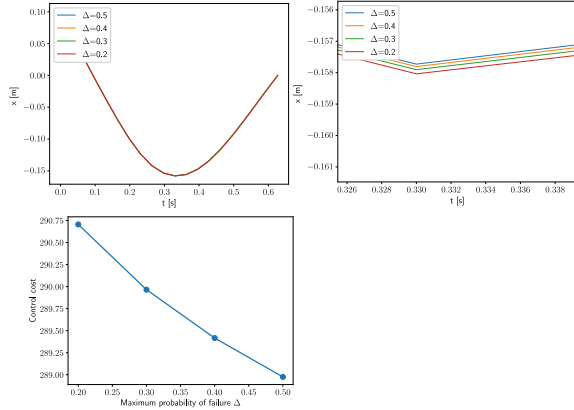 0.10
0.05
0.00
−0.05
−0.10
−0.15
x [m]
Δ=0.5
Δ=0.4
Δ=0.3
Δ=0.2
0.0 0.1 0.2 0.3 0.4 0.5 0.6
t [s]
−0.156
−0.157
−0.158
−0.160
−0.161
x [m]
Δ=0.5
Δ=0.4
Δ=0.3
Δ=0.2
0.326 0.328 0.330 0.332 0.334 0.336 0.338
t [s]
290.75
290.50
290.25
290.00
289.75
289.50
289.25
289.00
Control cost
0.20 0.25 0.30 0.35 0.40 0.45 0.50
Maximum probability of failure Δ